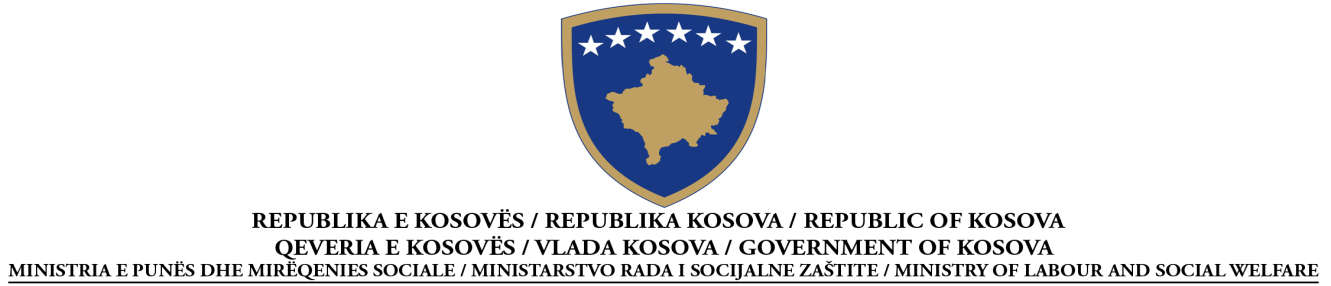 REPUBLIKA E KOSOVËS / REPUBLIKA KOSOVA / REPUBLIC OF KOSOVA
QEVERIA E KOSOVËS / VLADA KOSOVA / GOVERNMENT OF KOSOVA
MINISTRIA E PUNËS DHE MIRËQENIES SOCIALE / MINISTARSTVO RADA I SOCIJALNE ZAŠTITE / MINISTRY OF LABOUR AND SOCIAL WELFARE